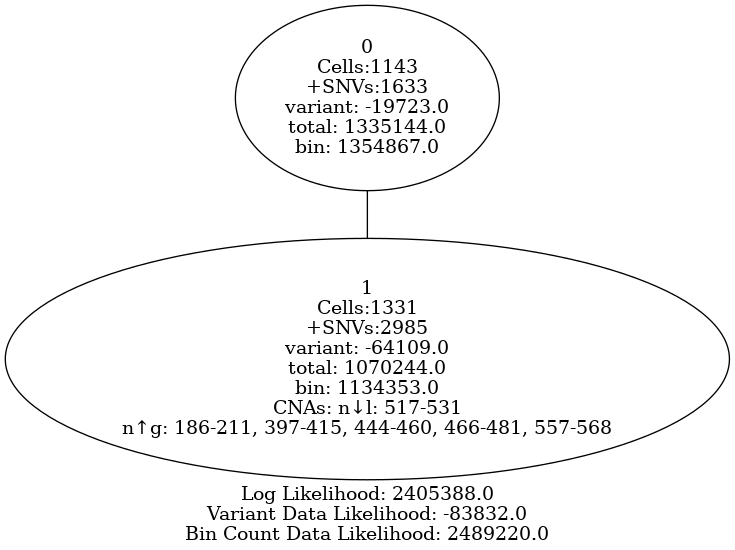 0
Cells:1143
+SNVs:1633
variant: -19723.0
total: 1335144.0
bin: 1354867.0
1
Cells:1331
+SNVs:2985
variant: -64109.0
total: 1070244.0
bin: 1134353.0
CNAs: n↓l: 517-531
n↑g: 186-211, 397-415, 444-460, 466-481, 557-568
Log Likelihood: 2405388.0
Variant Data Likelihood: -83832.0
Bin Count Data Likelihood: 2489220.0